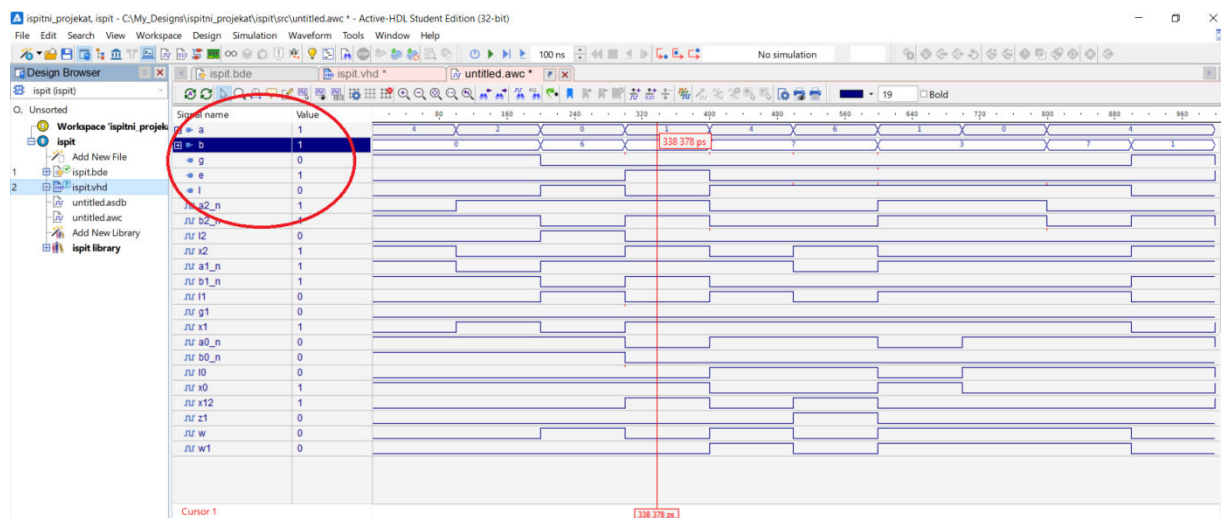 ispitni_projekat, ispit - C:\My_Designs\ispitni_projekat\ispit\src\untitled.awc * - Active-HDL Student Edition (32-bit)
File Edit Search View Workspace Design Simulation Waveform Tools Window Help
100 ns No simulation
Design Browser ispit.bde ispit.vhd * untitled.awc *
ispit (ispit) 19 Bold
O. Unsorted
Workspace 'ispitni_projek
ispit
Add New File
1 ispit.bde
2 ispit.vhd
untitled.asdb
untitled.awc
Add New Library
ispit library
Signal name Value 80 160 240 320 400 480 560 640 720 800 880 960
a 1 4 2 0 1 4 6 1 0 4
b 1 0 6 7 3 7 1
338 378 ps
g 0
e 1
l 0
a2_n 1
b2_n 1
l2 0
x2 1
a1_n 1
b1_n 1
l1 0
g1 0
x1 1
a0_n 0
b0_n 0
l0 0
x0 1
x12 1
z1 0
w 0
w1 0
Cursor 1 338 378 ps